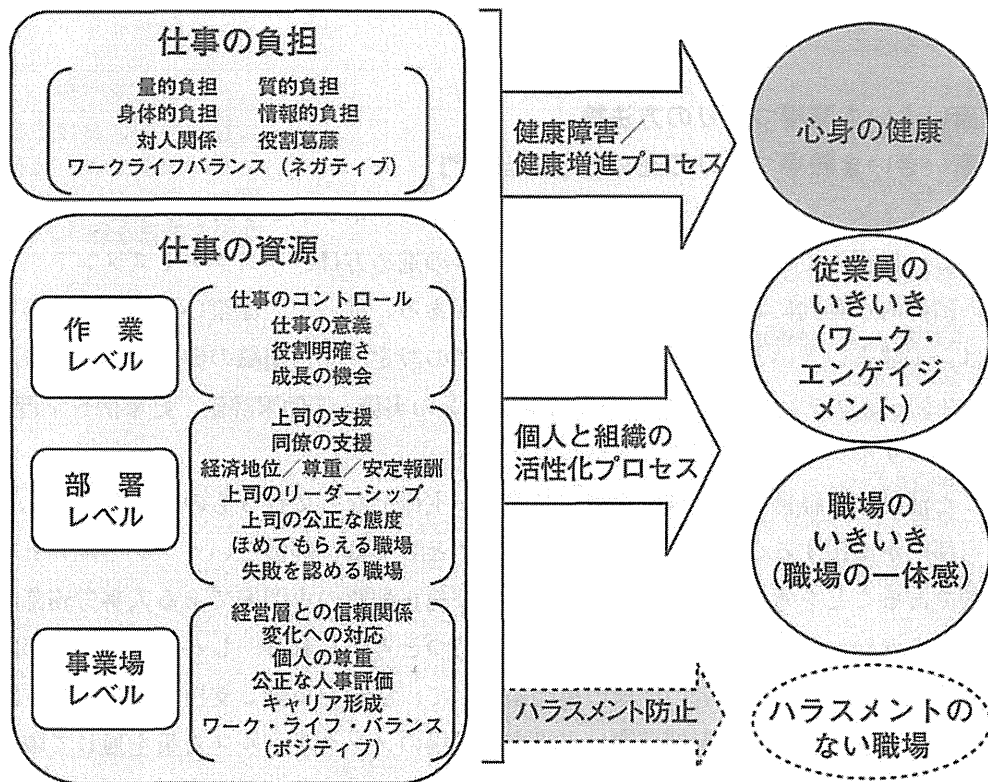 仕事の負担
量的負担 質的負担
身体的負担 情報的負担
対人関係 役割葛藤
ワークライフバランス（ネガティブ）
仕事の資源
作 業
レベル
仕事のコントロール
仕事の意義
役割明確さ
成長の機会
部 署
レベル
上司の支援
同僚の支援
経済地位／尊重／安定報酬
上司のリーダーシップ
上司の公正な態度
ほめてもらえる職場
失敗を認める職場
事業場
レベル
経営層との信頼関係
変化への対応
個人の尊重
公正な人事評価
キャリア形成
ワーク・ライフ・バランス
（ポジティブ）
健康障害／
健康増進プロセス
個人と組織の
活性化プロセス
ハラスメント防止
心身の健康
従業員の
いきいき
（ワーク・
エンゲイジ
メント）
職場の
いきいき
（職場の一体感）
ハラスメントの
ない職場